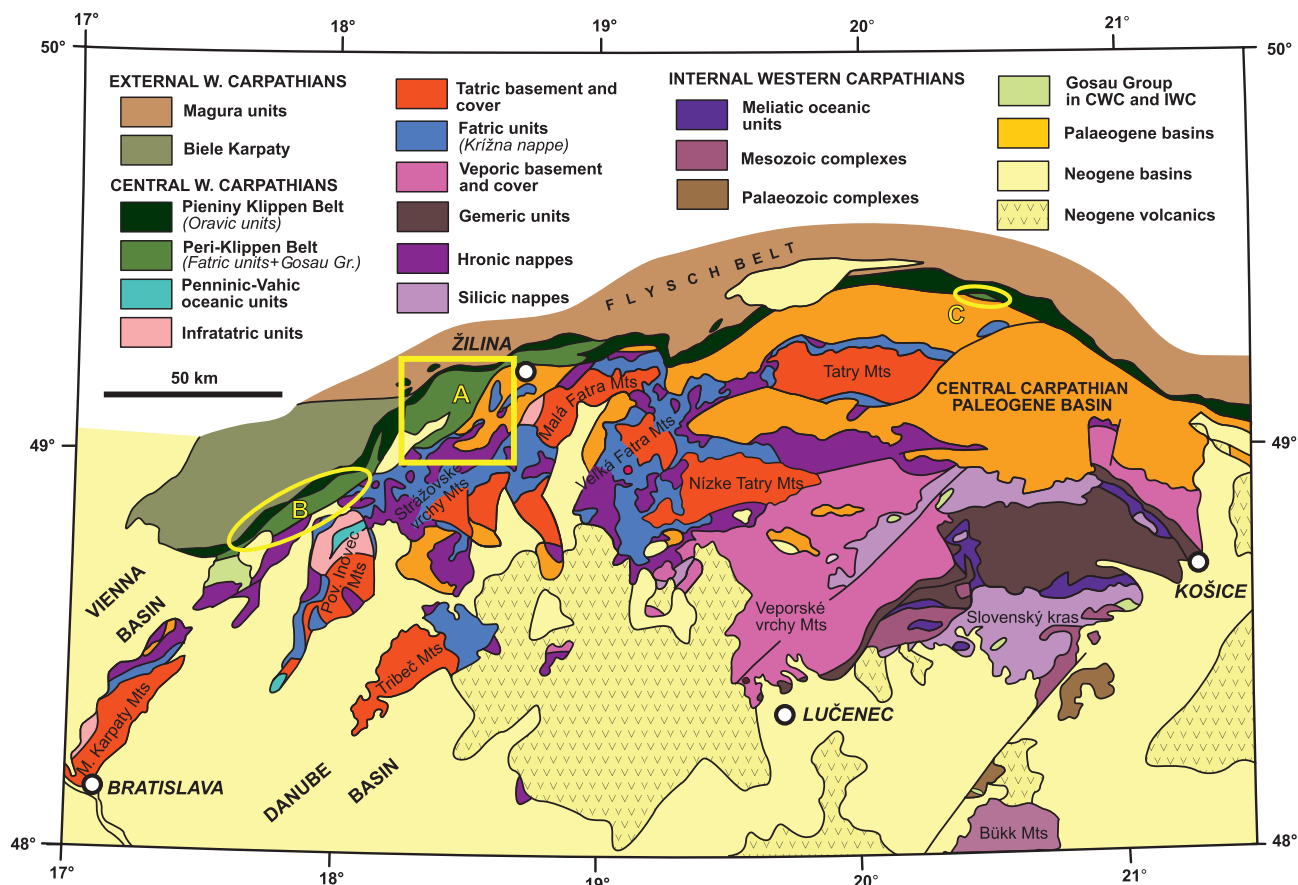 17°
18°
19°
20°
21°
50°
50°
EXTERNAL W. CARPATHIANS
Magura units
Biele Karpaty
CENTRAL W. CARPATHIANS
Pieniny Klippen Belt
(Oravic units)
Peri-Klippen Belt
(Fatric units+Gosau Gr.)
Penninic-Vahic
oceanic units
Infratatric units
50 km
Tatric basement and
cover
Fatric units
(Krížna nappe)
Veporic basement
and cover
Gemeric units
Hronic nappes
Silicic nappes
INTERNAL WESTERN CARPATHIANS
Meliatic oceanic
units
Mesozoic complexes
Palaeozoic complexes
Gosau Group
in CWC and IWC
Palaeogene basins
Neogene basins
Neogene volcanics
FLYSCH BELT
C
ŽILINA
A
Tatry Mts
CENTRAL CARPATHIAN
PALEOGENE BASIN
Malá Fatra Mts
Veľká Fatra Mts
49°
49°
Nízke Tatry Mts
Strážovské
vrchy Mts
B
Pov. Inovec
Mts
VIENNA
BASIN
KOŠICE
Veporské
vrchy Mts
Slovenský kras
Tribeč Mts
LUČENEC
M. Karpaty Mts
BRATISLAVA
DANUBE
BASIN
Bükk Mts
48°
48°
17°
18°
19°
20°
21°